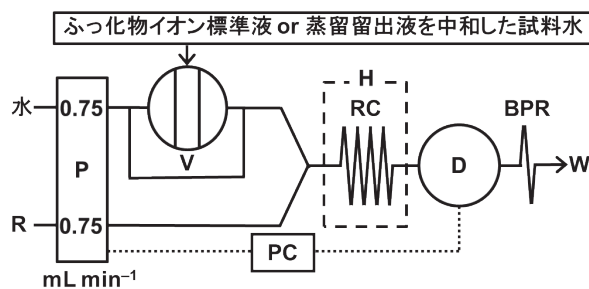 ふっ化物イオン標準液 or 蒸留留出液を中和した試料水
H
水 0.75
RC
BPR
P
V
D
W
R 0.75
PC
mL min⁻¹